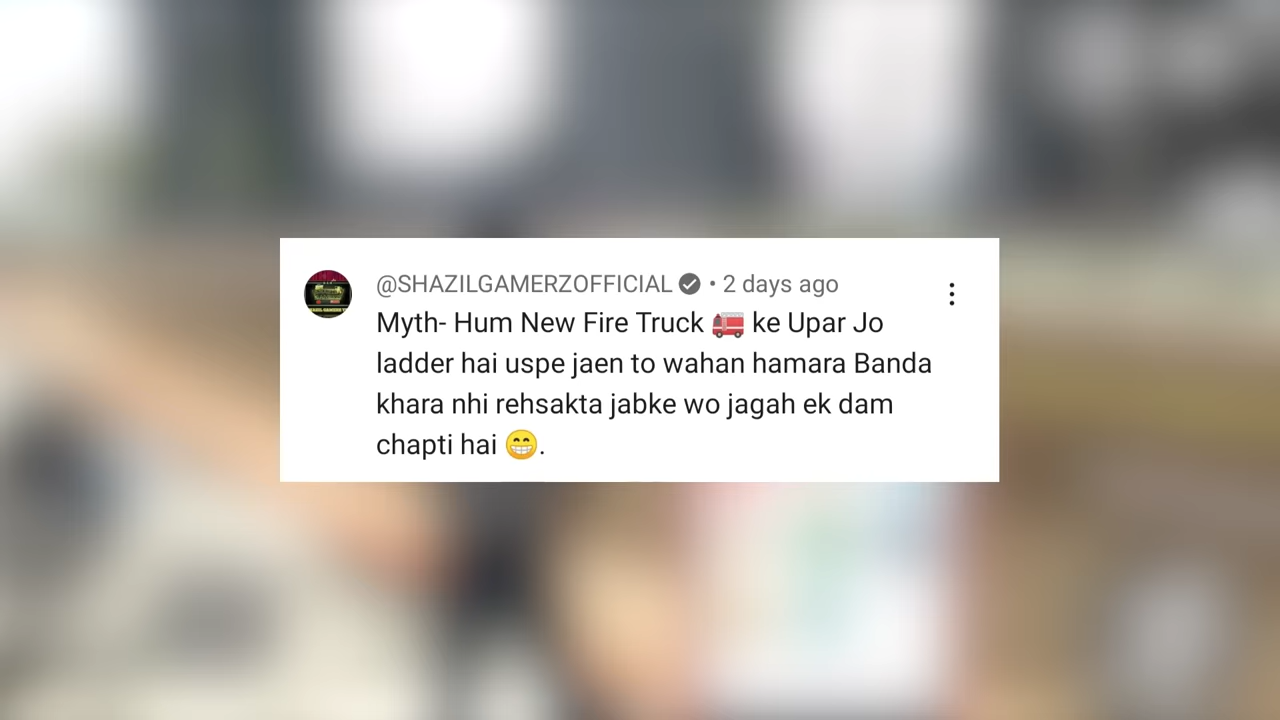 @SHAZILGAMERZOFFICIAL • 2 days ago
Myth- Hum New Fire Truck 🚒 ke Upar Jo
ladder hai uspe jaen to wahan hamara Banda
khara nhi rehsakta jabke wo jagah ek dam
chapti hai 😁.